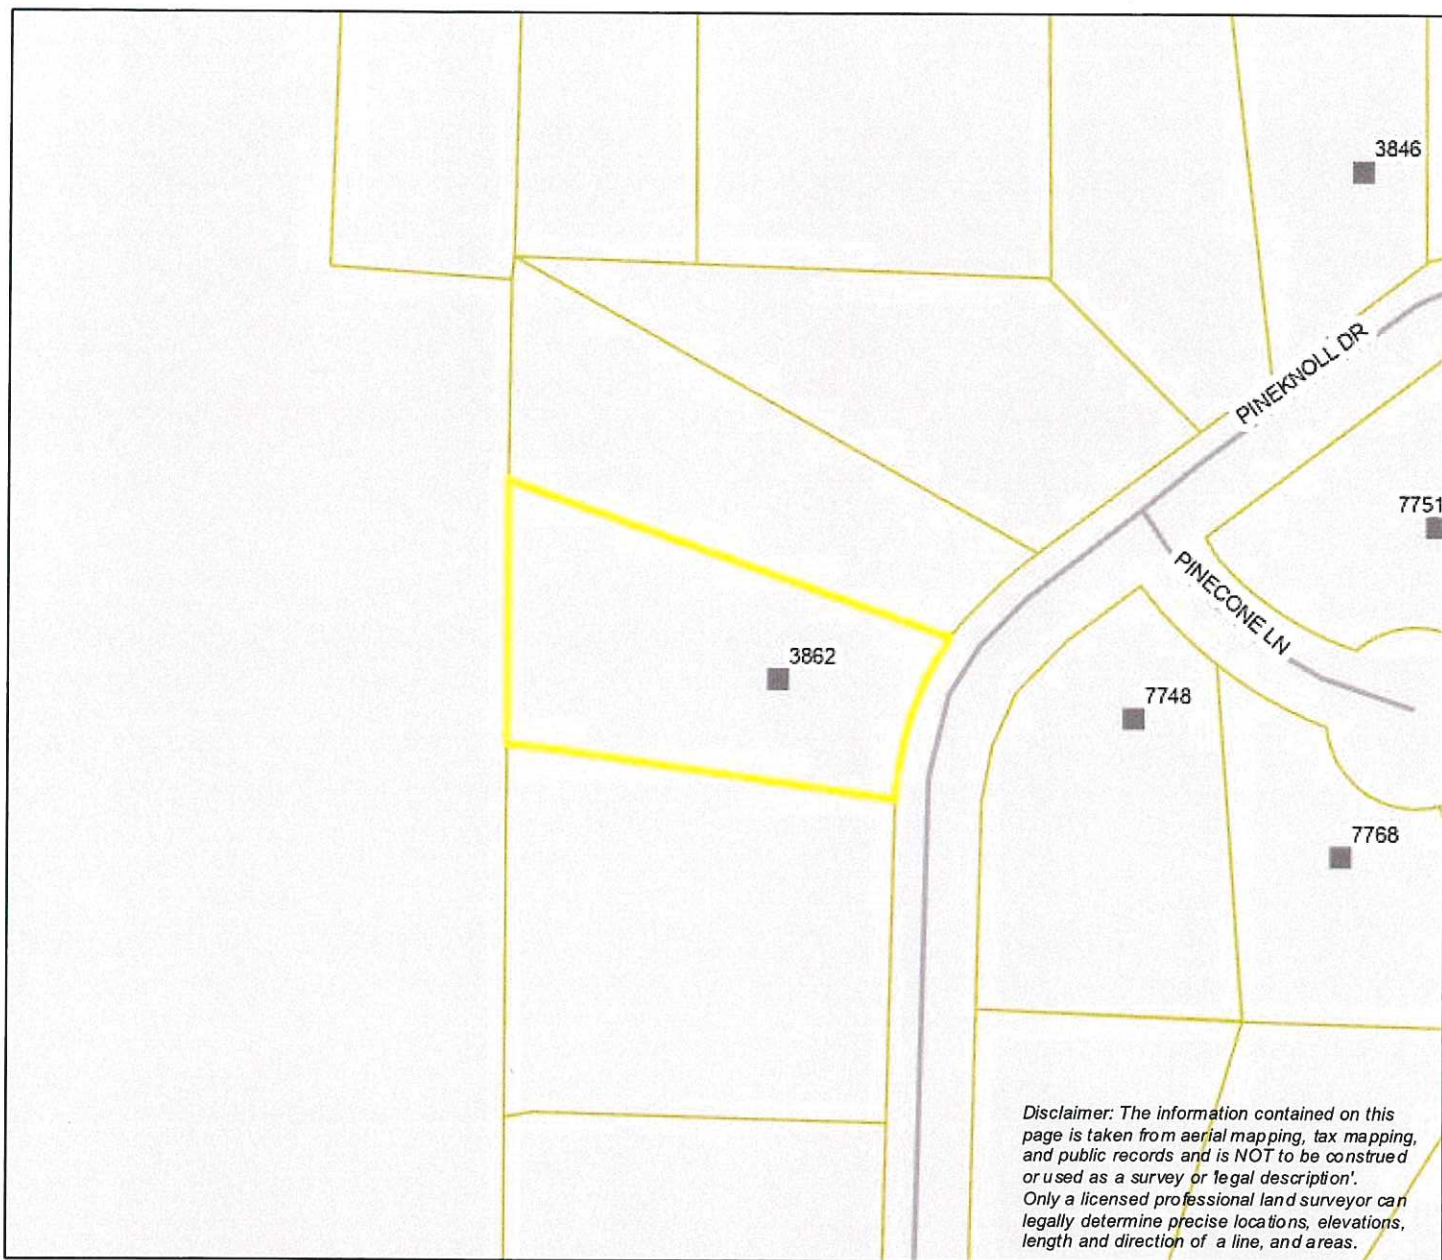 3846
PINEKNOLL DR
7751
PINECONE LN
3862
7748
7768
Disclaimer: The information contained on this
page is taken from aerial mapping, tax mapping,
and public records and is NOT to be construed
or used as a survey or 'legal description'.
Only a licensed professional land surveyor can
legally determine precise locations, elevations,
length and direction of a line, and areas.